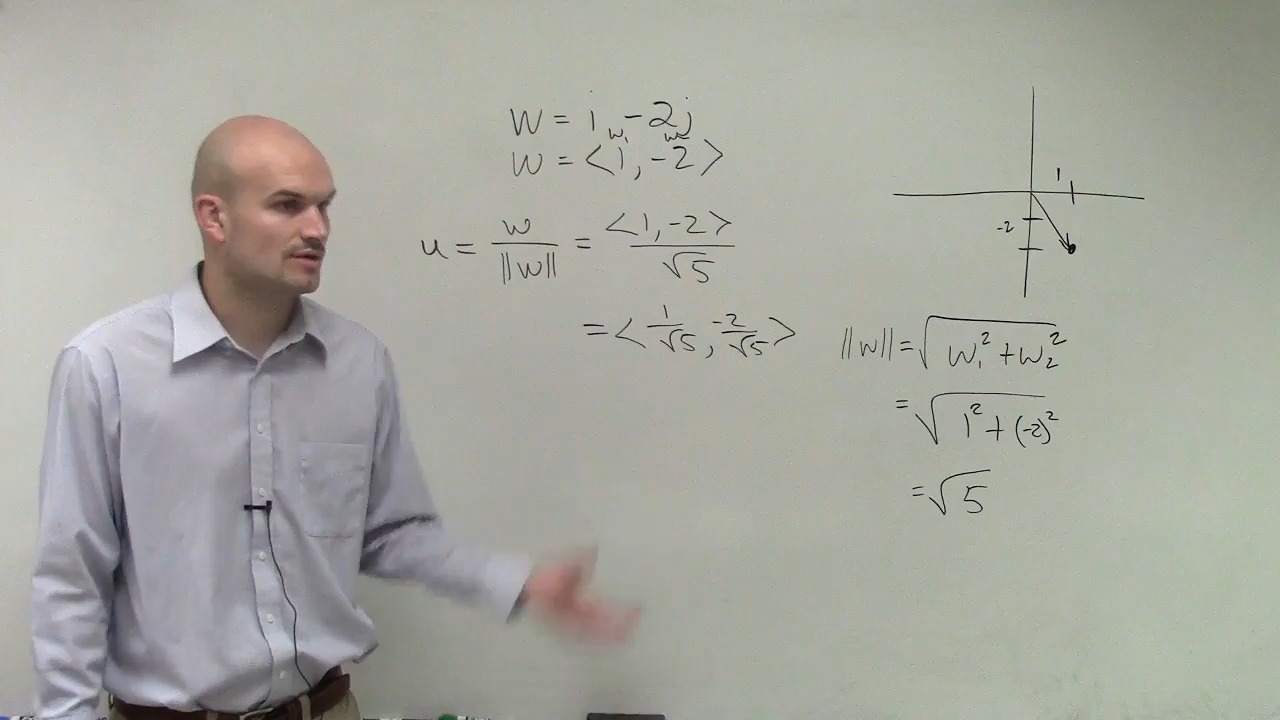 w = i - 2j
w₁ w₂
w = <1, -2>
u = w/||w|| = <1, -2>/√5
= <1/√5, -2/√5>
1
-2
||w|| = √(w₁² + w₂²)
= √(1² + (-2)²)
= √5